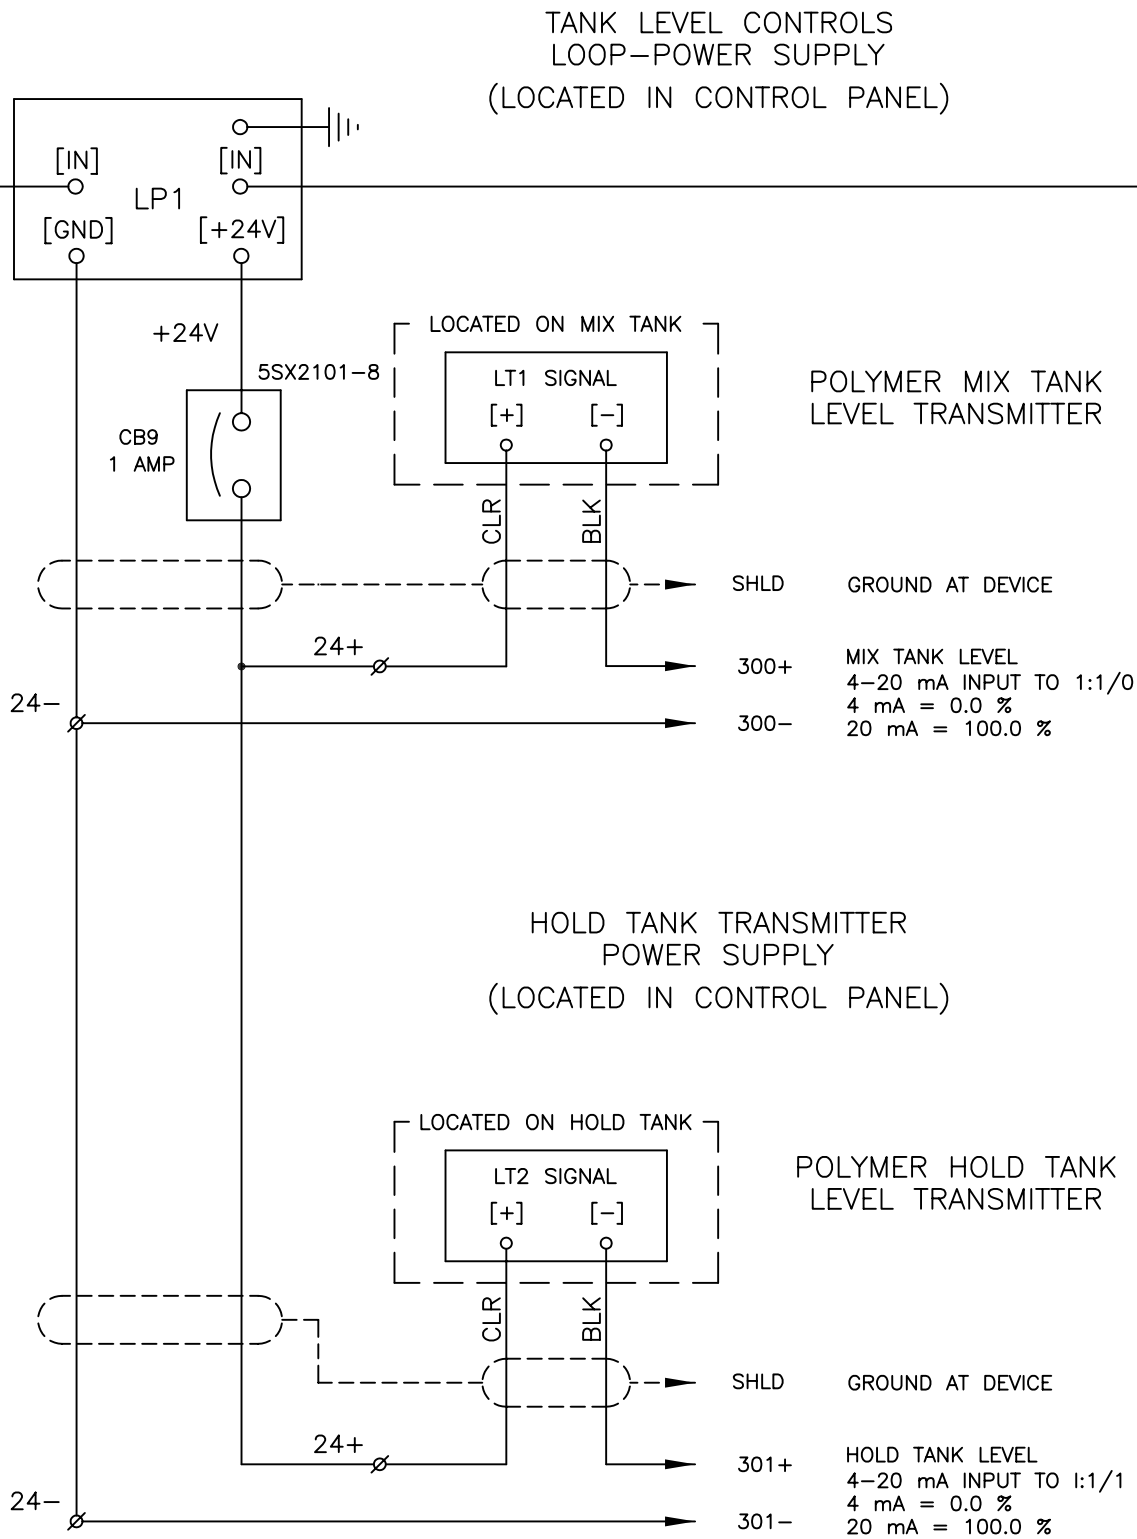 TANK LEVEL CONTROLS
LOOP-POWER SUPPLY
(LOCATED IN CONTROL PANEL)
[IN]
[IN]
LP1
[GND]
[+24V]
+24V
5SX2101-8
CB9
1 AMP
LOCATED ON MIX TANK
LT1 SIGNAL
[+]
[-]
POLYMER MIX TANK
LEVEL TRANSMITTER
CLR
BLK
SHLD
GROUND AT DEVICE
24+
300+
MIX TANK LEVEL
4-20 mA INPUT TO 1:1/0
4 mA = 0.0 %
20 mA = 100.0 %
24-
300-
HOLD TANK TRANSMITTER
POWER SUPPLY
(LOCATED IN CONTROL PANEL)
LOCATED ON HOLD TANK
LT2 SIGNAL
[+]
[-]
POLYMER HOLD TANK
LEVEL TRANSMITTER
CLR
BLK
SHLD
GROUND AT DEVICE
24+
301+
HOLD TANK LEVEL
4-20 mA INPUT TO I:1/1
4 mA = 0.0 %
20 mA = 100.0 %
24-
301-